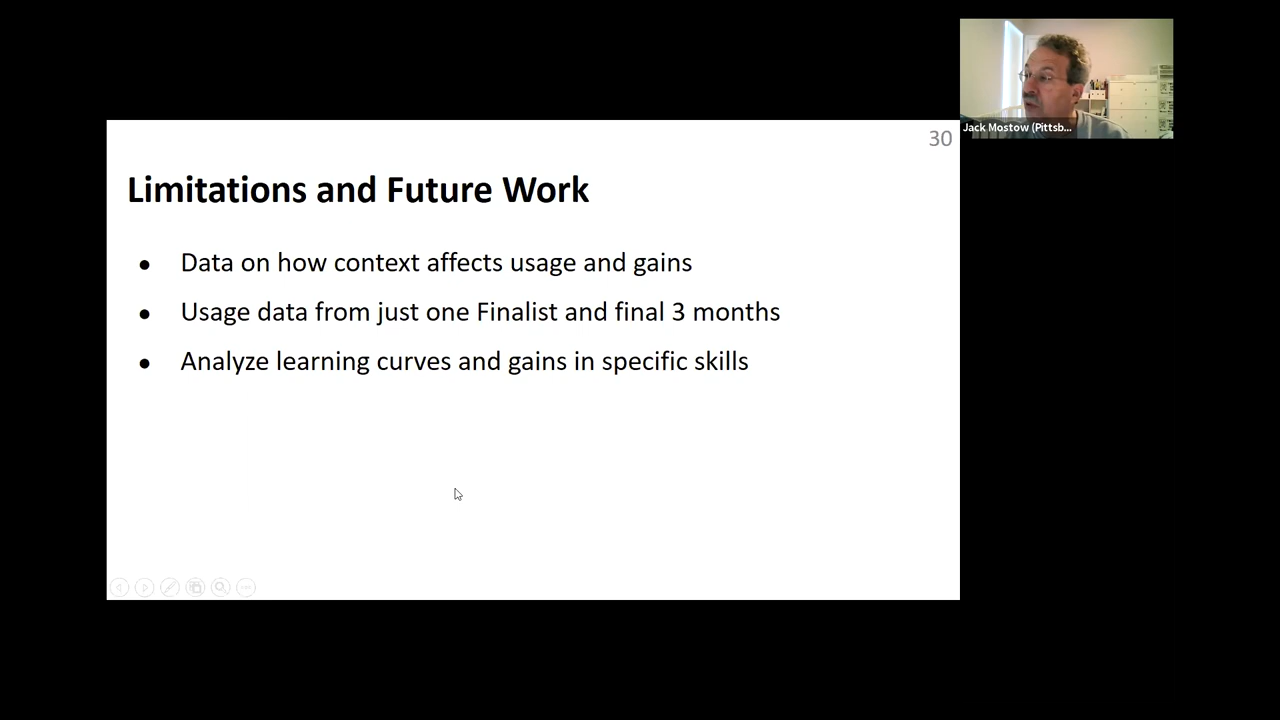 Jack Mostow (Pittsb...
30
Limitations and Future Work
● Data on how context affects usage and gains
● Usage data from just one Finalist and final 3 months
● Analyze learning curves and gains in specific skills